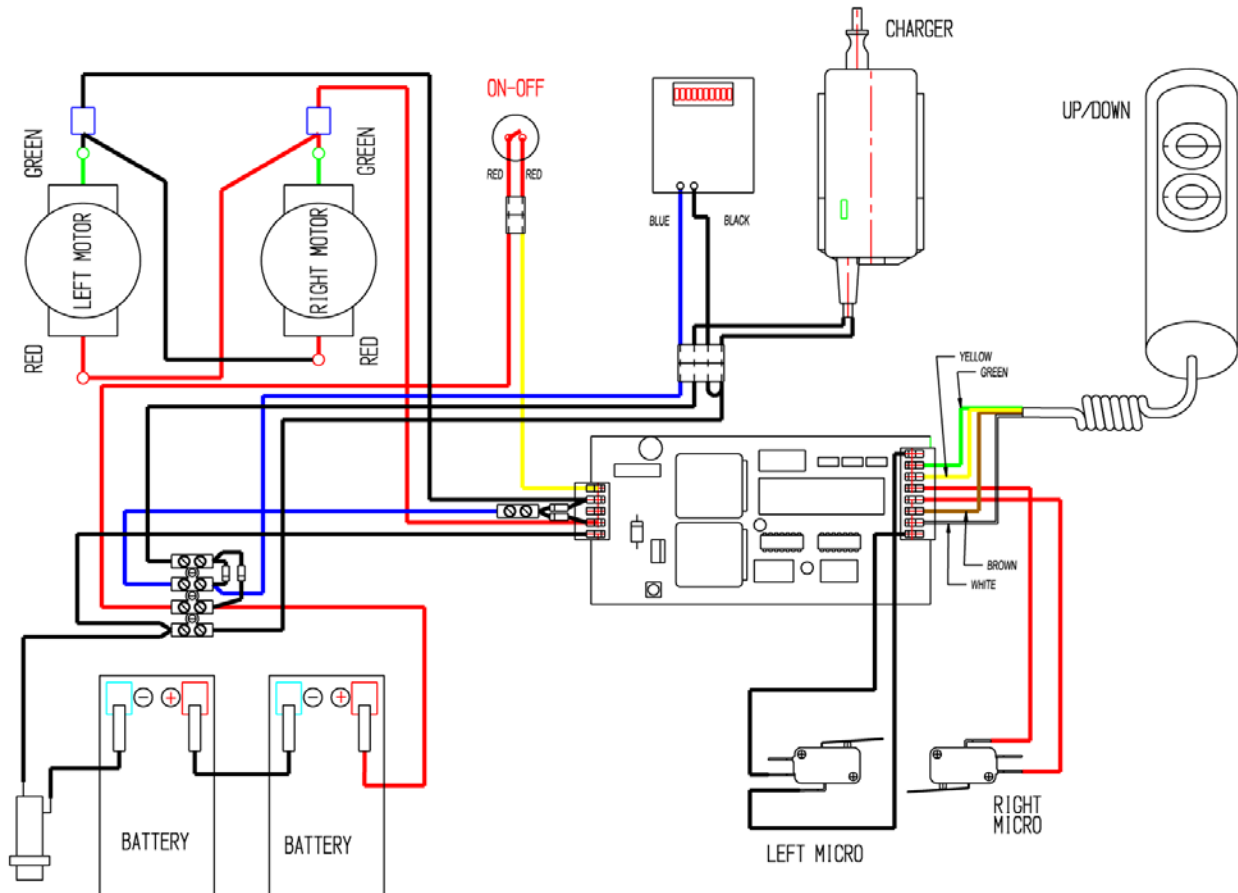 CHARGER
ON-OFF
UP/DOWN
GREEN
GREEN
LEFT MOTOR
RIGHT MOTOR
RED
RED
RED
RED
BLUE
BLACK
YELLOW
GREEN
BROWN
WHITE
- +
- +
BATTERY
BATTERY
LEFT MICRO
RIGHT
MICRO